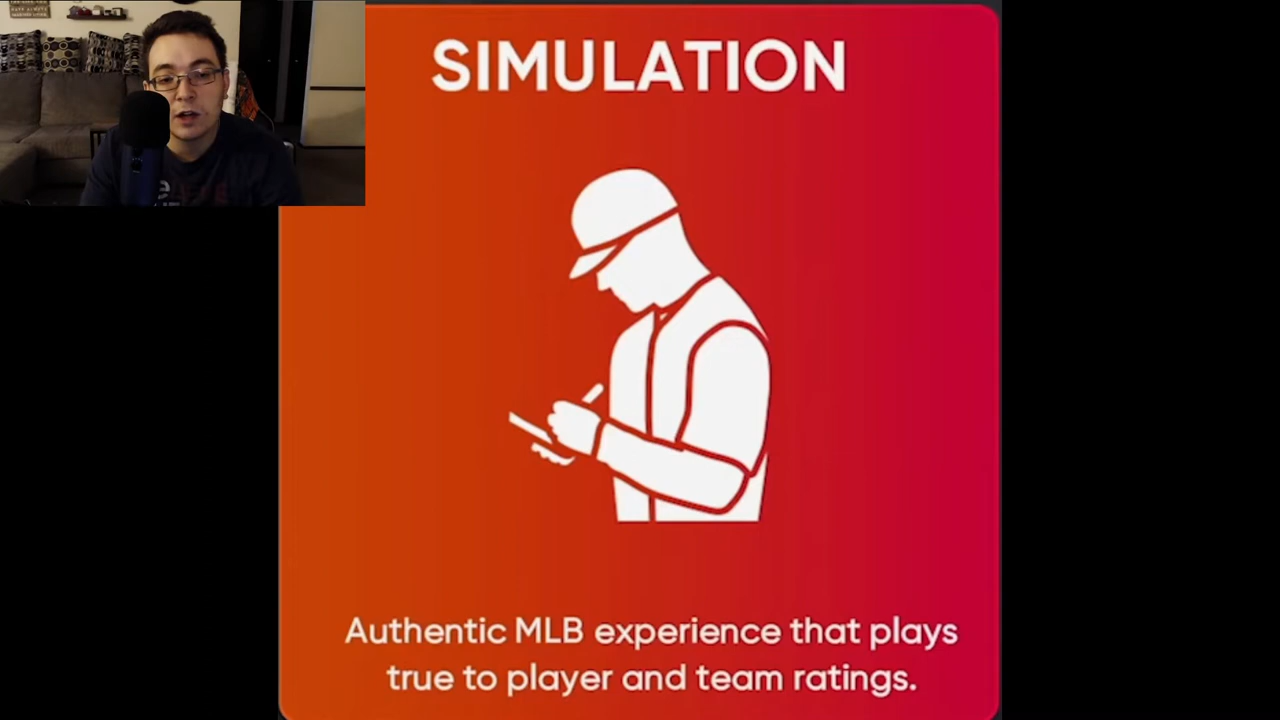 SIMULATION
Authentic MLB experience that plays
true to player and team ratings.